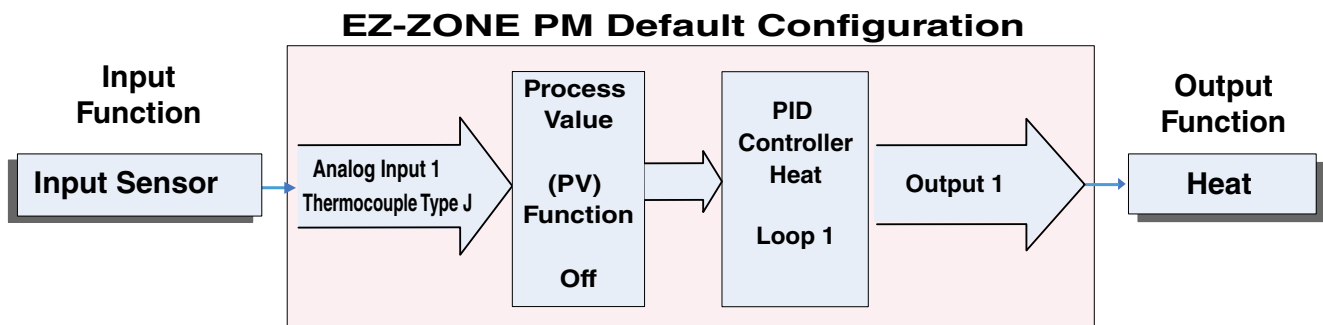 EZ-ZONE PM Default Configuration
Input
Function
Input Sensor
Analog Input 1
Thermocouple Type J
Process
Value
(PV)
Function
Off
PID
Controller
Heat
Loop 1
Output 1
Output
Function
Heat